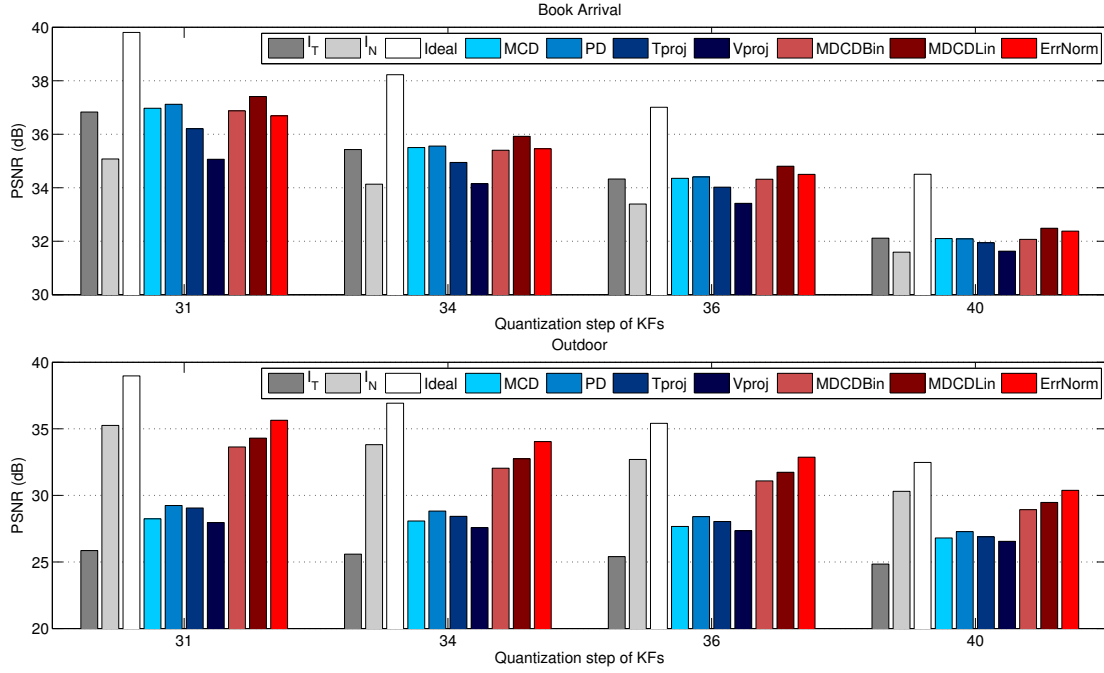 Book Arrival
I_T I_N Ideal MCD PD Tproj Vproj MDCDBin MDCDLin ErrNorm
40
38
36
34
32
30
PSNR (dB)
31 34 36 40
Quantization step of KFs
Outdoor
I_T I_N Ideal MCD PD Tproj Vproj MDCDBin MDCDLin ErrNorm
40
35
30
25
20
PSNR (dB)
31 34 36 40
Quantization step of KFs